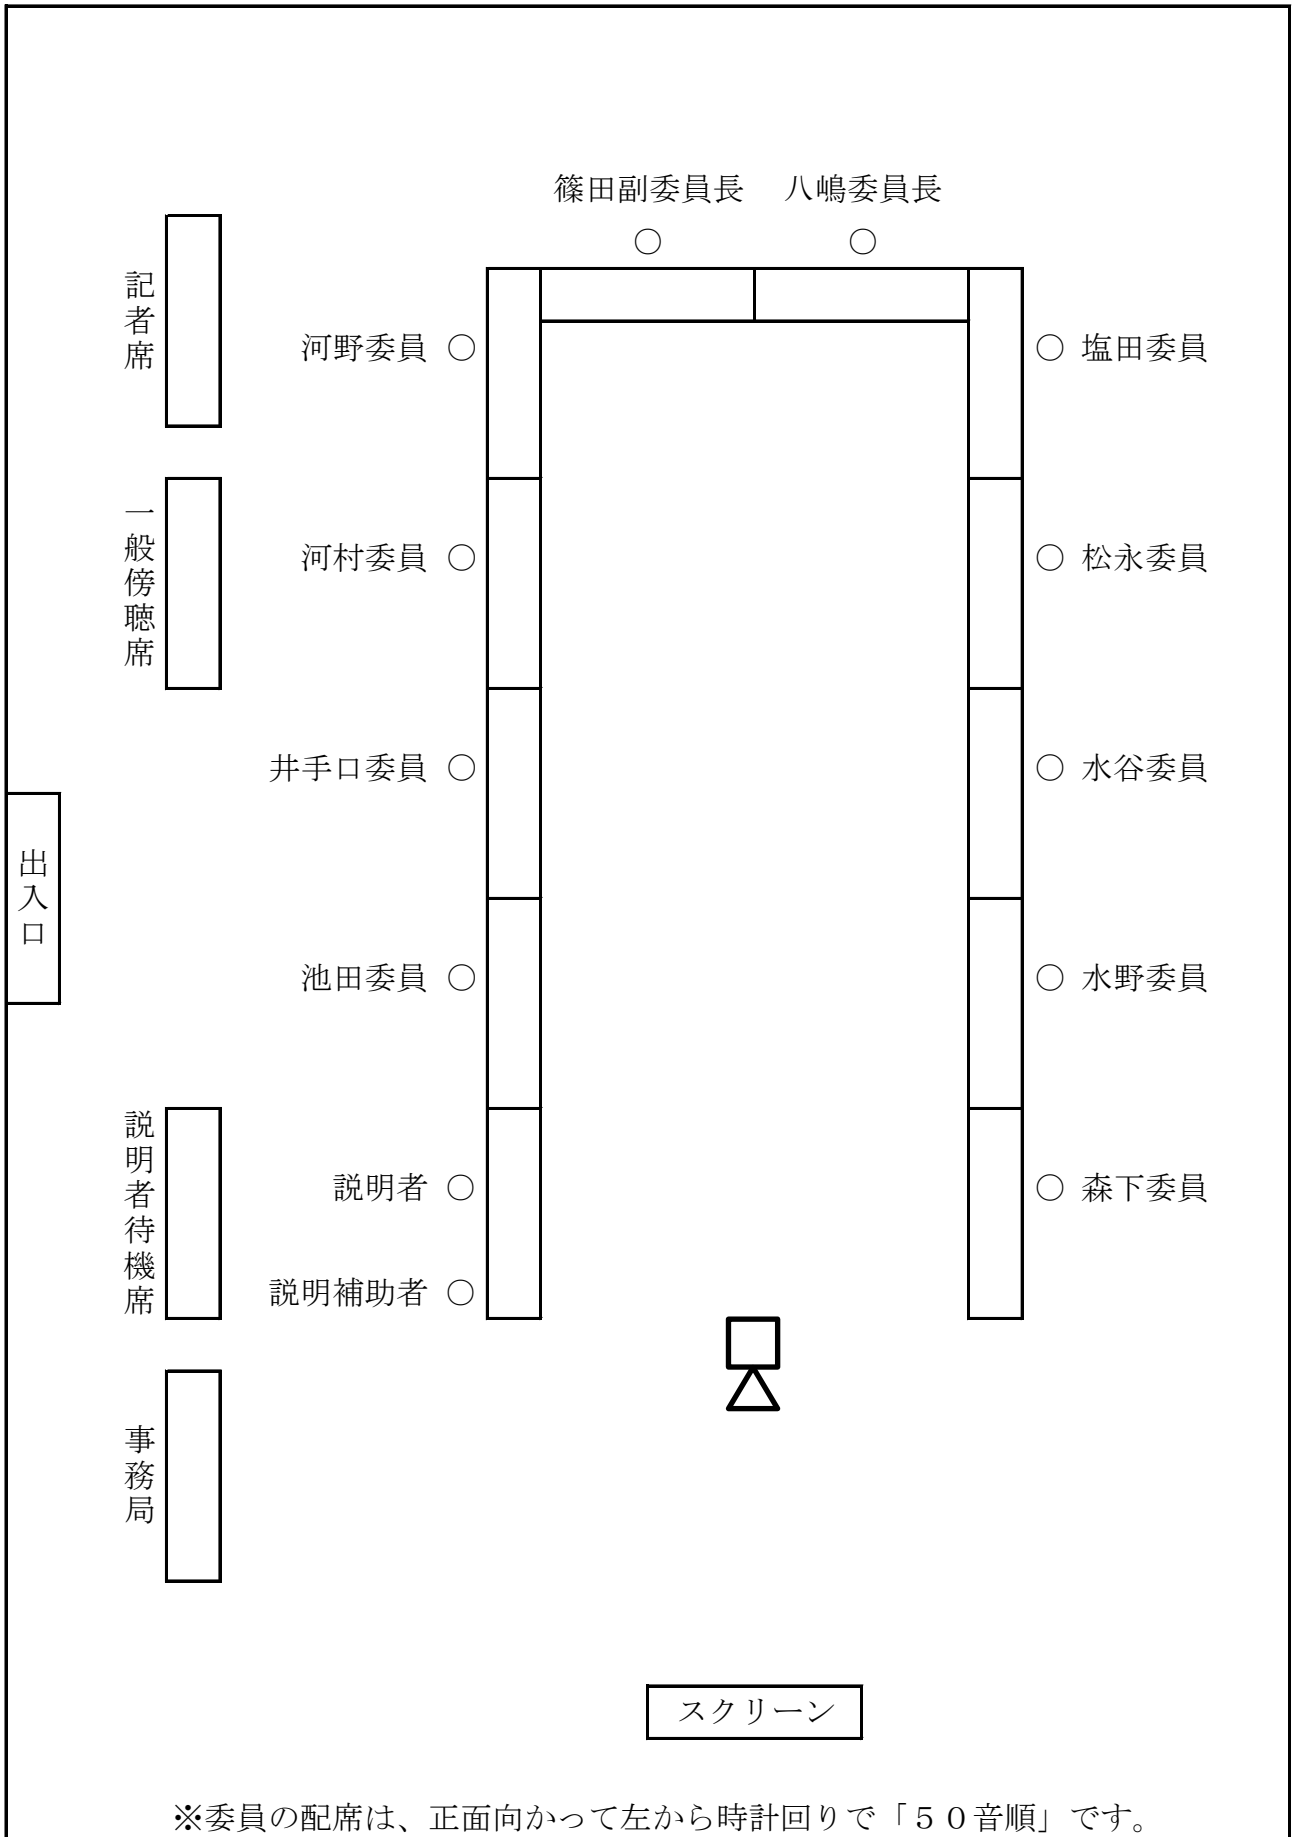 篠田副委員長　八嶋委員長
記者席
河野委員 ○
○ 塩田委員
一般傍聴席
河村委員 ○
○ 松永委員
井手口委員 ○
○ 水谷委員
出入口
池田委員 ○
○ 水野委員
説明者待機席
説明者 ○
○ 森下委員
説明補助者 ○
事務局
スクリーン
※委員の配席は、正面向かって左から時計回りで「５０音順」です。